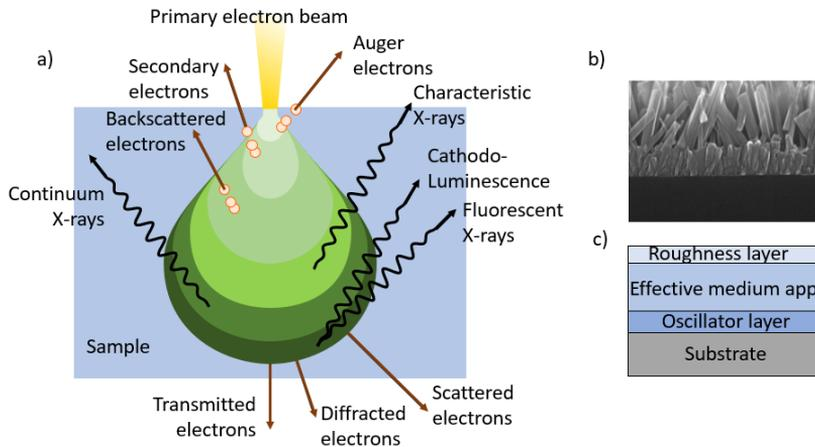 Primary electron beam
a)
Auger
electrons
b)
Secondary
electrons
Characteristic
X-rays
Backscattered
electrons
Cathodo-
Luminescence
Continuum
X-rays
Fluorescent
X-rays
c)
Roughness layer
Effective medium app
Oscillator layer
Substrate
Sample
Transmitted
electrons
Diffracted
electrons
Scattered
electrons